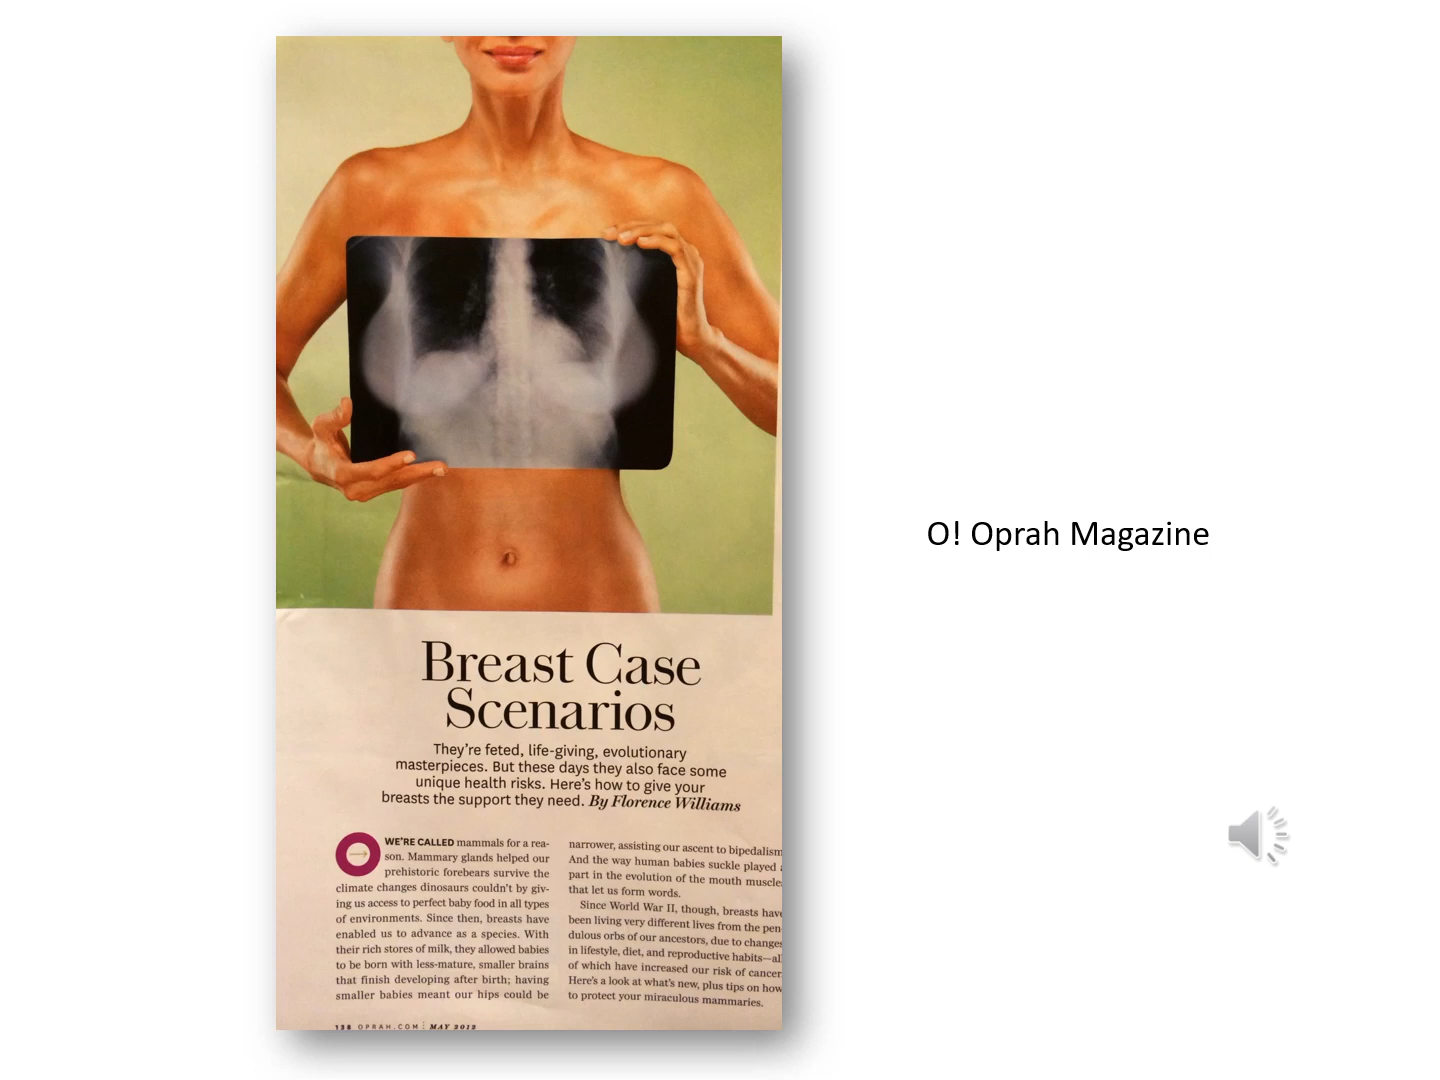 Breast Case
Scenarios
They're feted, life-giving, evolutionary
masterpieces. But these days they also face some
unique health risks. Here's how to give your
breasts the support they need. By Florence Williams
WE'RE CALLED mammals for a rea-
son. Mammary glands helped our
prehistoric forebears survive the
climate changes dinosaurs couldn't by giv-
ing us access to perfect baby food in all types
of environments. Since then, breasts have
enabled us to advance as a species. With
their rich stores of milk, they allowed babies
to be born with less-mature, smaller brains
that finish developing after birth; having
smaller babies meant our hips could be
narrower, assisting our ascent to bipedalism
And the way human babies suckle played a
part in the evolution of the mouth muscles
that let us form words.
Since World War II, though, breasts have
been living very different lives from the pen-
dulous orbs of our ancestors, due to changes
in lifestyle, diet, and reproductive habits—al
of which have increased our risk of cancer
Here's a look at what's new, plus tips on how
to protect your miraculous mammaries.
138 OPRAH.COM MAY 2012
O! Oprah Magazine